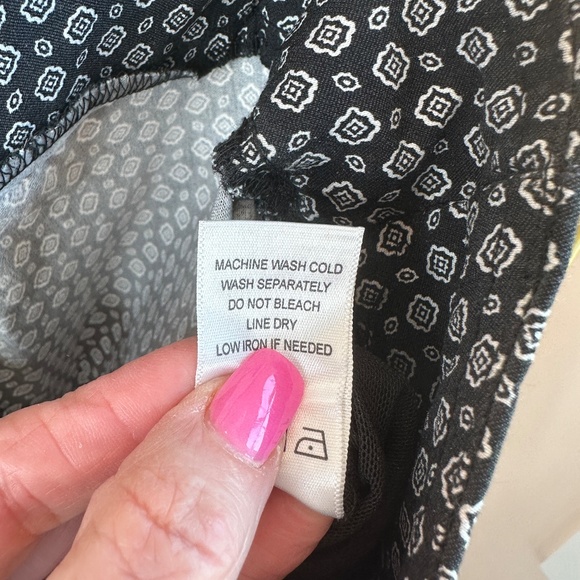 MACHINE WASH COLD
WASH SEPARATELY
DO NOT BLEACH
LINE DRY
LOW IRON IF NEEDED